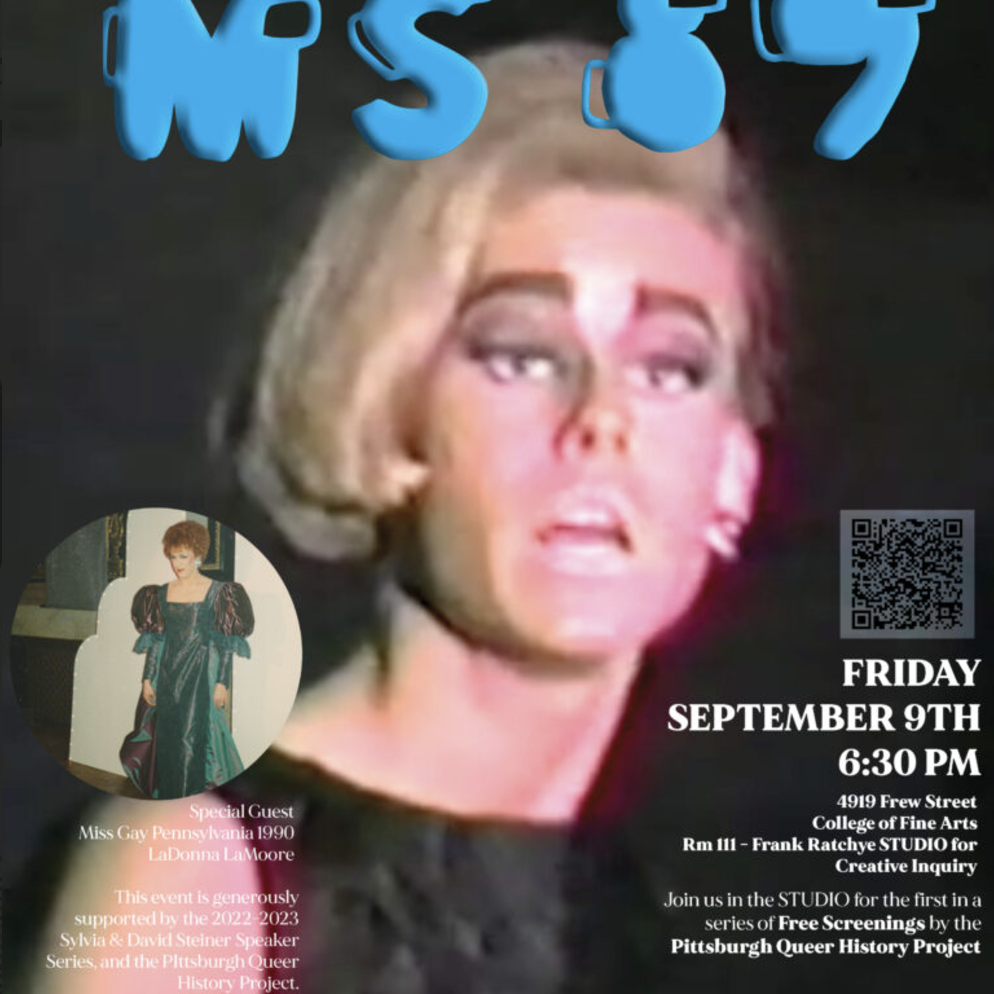 MS 89
Special Guest
Miss Gay Pennsylvania 1990
LaDonna LaMoore
This event is generously
supported by the 2022-2023
Sylvia & David Steiner Speaker
Series, and the PIttsburgh Queer
History Project.
FRIDAY
SEPTEMBER 9TH
6:30 PM
4919 Frew Street
College of Fine Arts
Rm 111 - Frank Ratchye STUDIO for
Creative Inquiry
Join us in the STUDIO for the first in a
series of Free Screenings by the
Pittsburgh Queer History Project